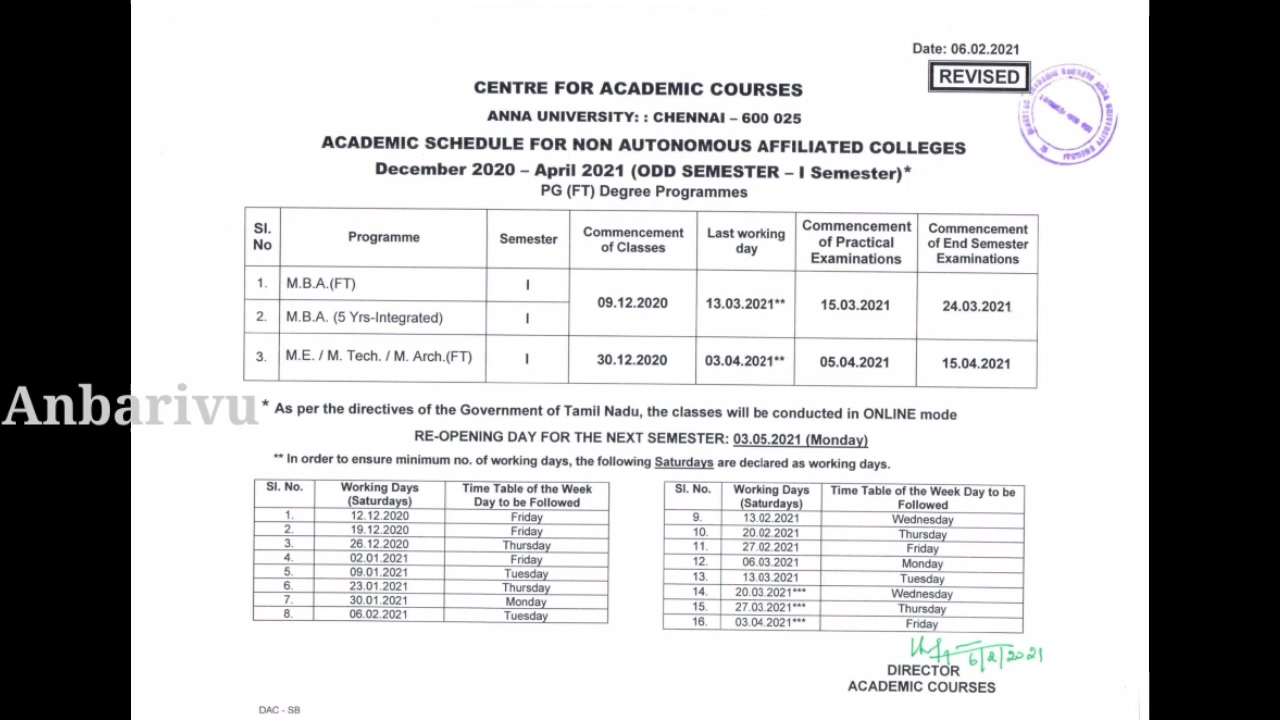 Date: 06.02.2021
REVISED
CENTRE FOR ACADEMIC COURSES
ANNA UNIVERSITY: : CHENNAI – 600 025
ACADEMIC SCHEDULE FOR NON AUTONOMOUS AFFILIATED COLLEGES
December 2020 – April 2021 (ODD SEMESTER – I Semester)*
PG (FT) Degree Programmes
Sl. No Programme Semester Commencement of Classes Last working day Commencement of Practical Examinations Commencement of End Semester Examinations
1. M.B.A.(FT) I 09.12.2020 13.03.2021** 15.03.2021 24.03.2021
2. M.B.A. (5 Yrs-Integrated) I
3. M.E. / M. Tech. / M. Arch.(FT) I 30.12.2020 03.04.2021** 05.04.2021 15.04.2021
Anbarivu
* As per the directives of the Government of Tamil Nadu, the classes will be conducted in ONLINE mode
RE-OPENING DAY FOR THE NEXT SEMESTER: 03.05.2021 (Monday)
** In order to ensure minimum no. of working days, the following Saturdays are declared as working days.
Sl. No. Working Days (Saturdays) Time Table of the Week Day to be Followed
1. 12.12.2020 Friday
2. 19.12.2020 Friday
3. 26.12.2020 Thursday
4. 02.01.2021 Friday
5. 09.01.2021 Tuesday
6. 23.01.2021 Thursday
7. 30.01.2021 Monday
8. 06.02.2021 Tuesday
Sl. No. Working Days (Saturdays) Time Table of the Week Day to be Followed
9. 13.02.2021 Wednesday
10. 20.02.2021 Thursday
11. 27.02.2021 Friday
12. 06.03.2021 Monday
13. 13.03.2021 Tuesday
14. 20.03.2021*** Wednesday
15. 27.03.2021*** Thursday
16. 03.04.2021*** Friday
6/2/2021
DIRECTOR
ACADEMIC COURSES
DAC - SB